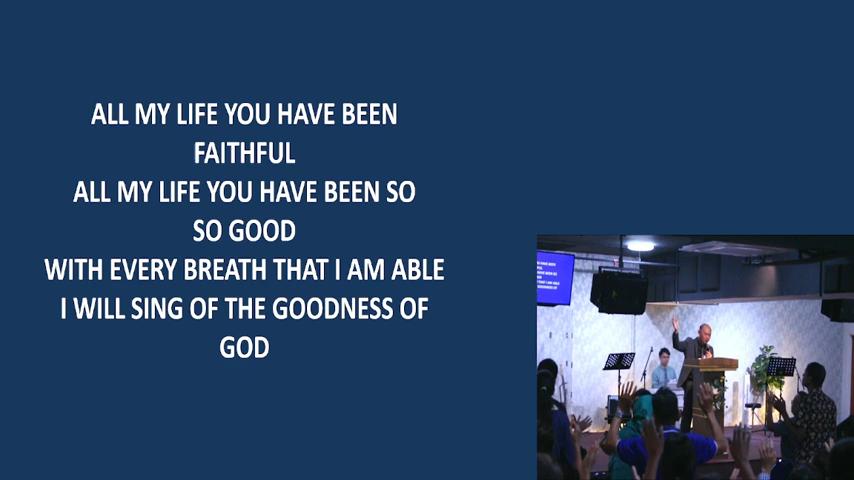 ALL MY LIFE YOU HAVE BEEN
FAITHFUL
ALL MY LIFE YOU HAVE BEEN SO
SO GOOD
WITH EVERY BREATH THAT I AM ABLE
I WILL SING OF THE GOODNESS OF
GOD